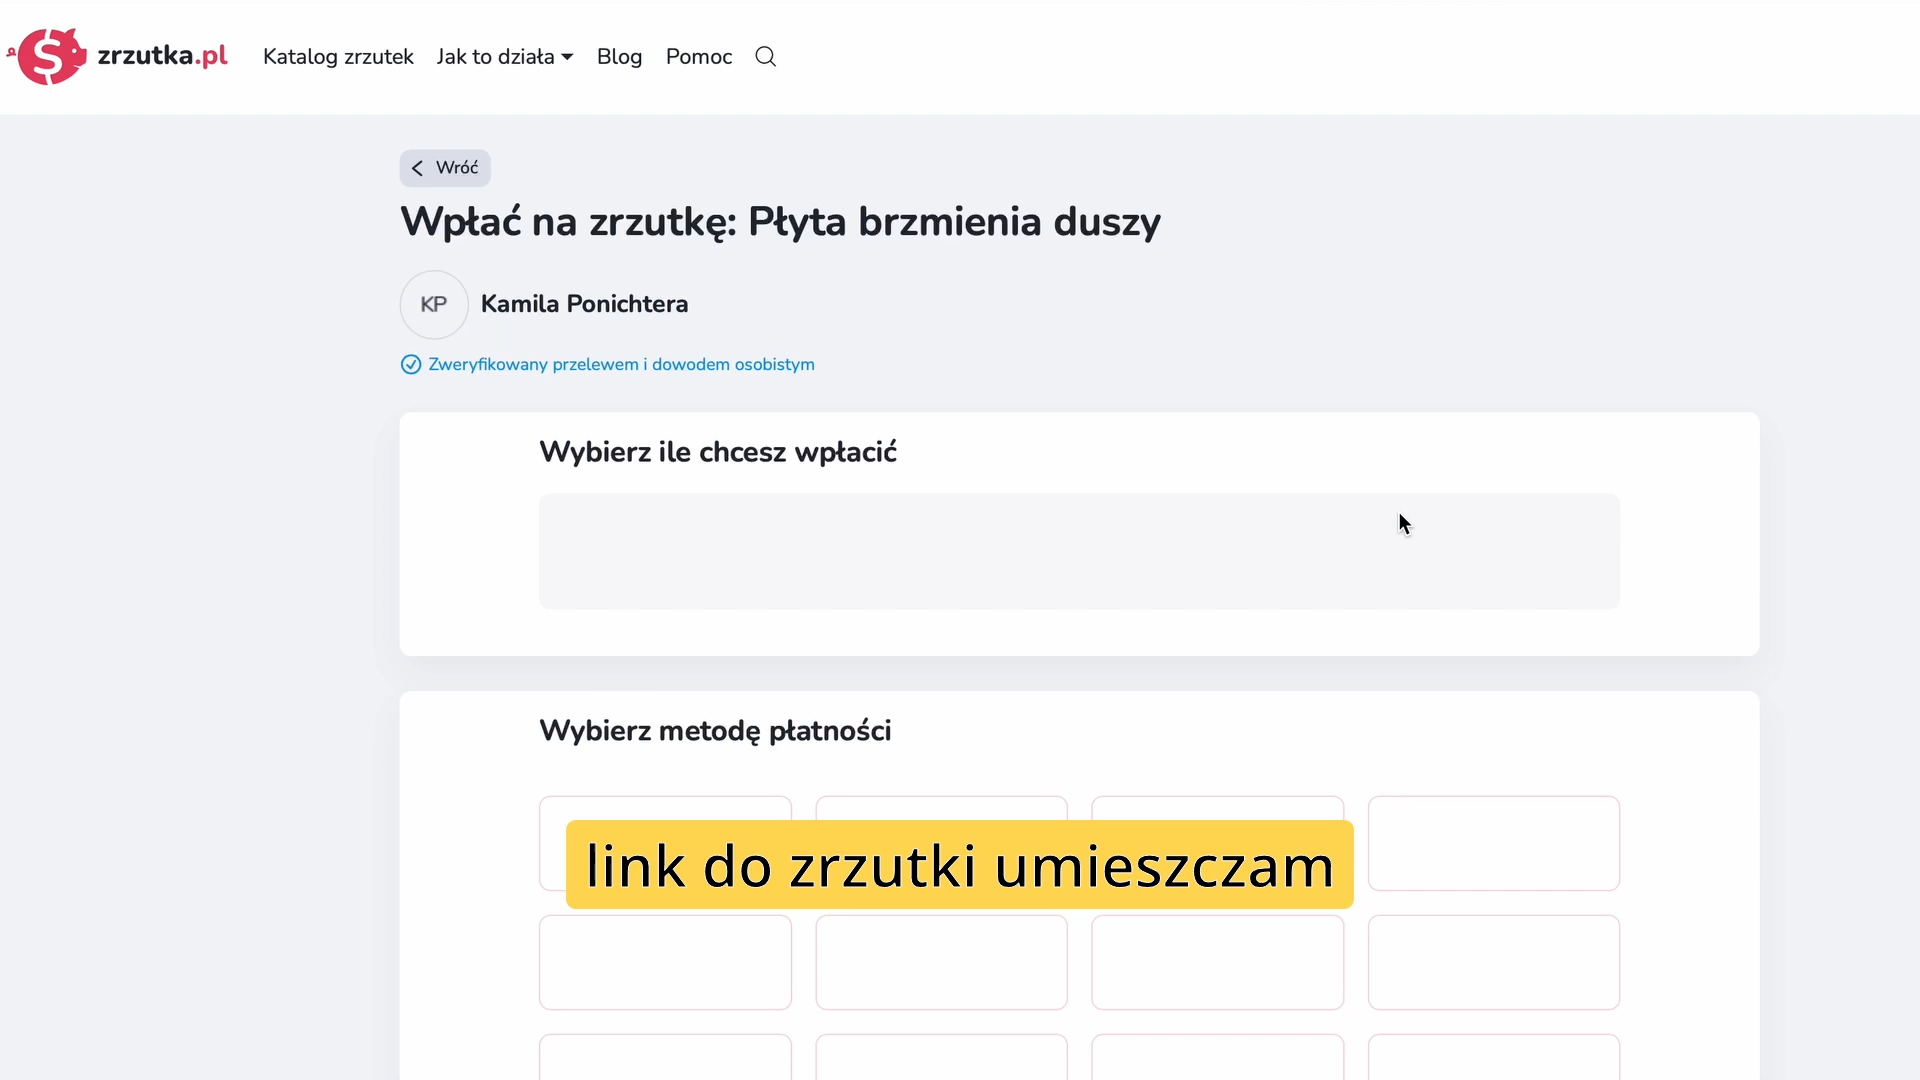 zrzutka.pl Katalog zrzutek Jak to działa Blog Pomoc
Wróć
Wpłać na zrzutkę: Płyta brzmienia duszy
KP Kamila Ponichtera
Zweryfikowany przelewem i dowodem osobistym
Wybierz ile chcesz wpłacić
Wybierz metodę płatności
link do zrzutki umieszczam